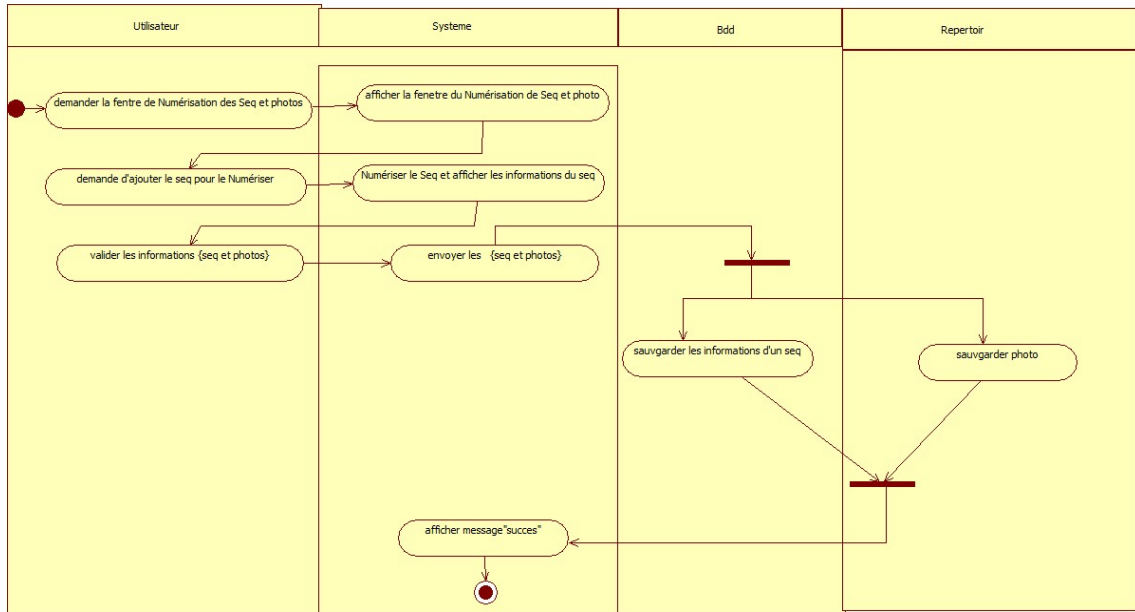 Utilisateur
Systeme
Bdd
Repertoir
demander la fentre de Numérisation des Seq et photos
afficher la fenetre du Numérisation de Seq et photo
demande d'ajouter le seq pour le Numériser
Numériser le Seq et afficher les informations du seq
valider les informations {seq et photos}
envoyer les {seq et photos}
sauvgarder les informations d'un seq
sauvgarder photo
afficher message"succes"